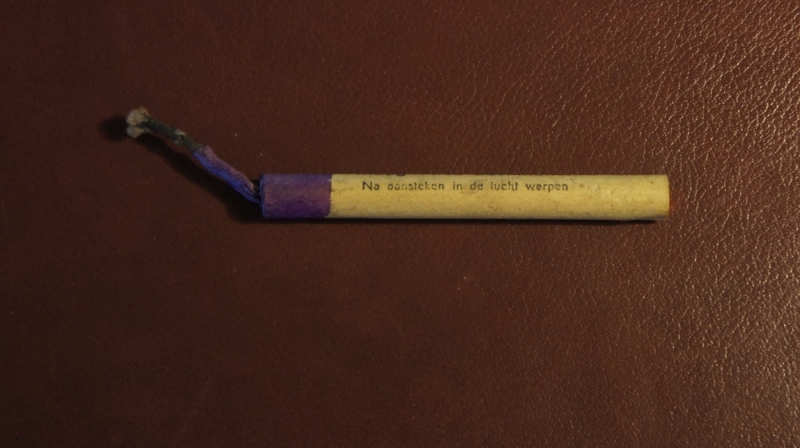 Na aansteken in de lucht werpen